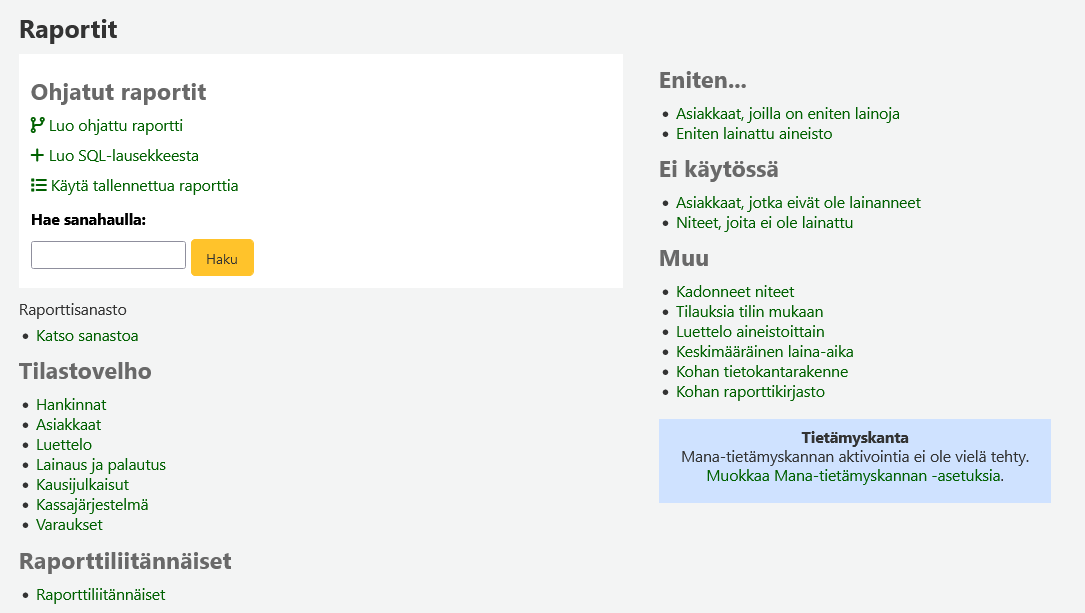 Raportit
Ohjatut raportit
Luo ohjattu raportti
Luo SQL-lausekkeesta
Käytä tallennettua raporttia
Hae sanahaulla:
Haku
Raporttisanasto
Katso sanastoa
Tilastovelho
Hankinnat
Asiakkaat
Luettelo
Lainaus ja palautus
Kausijulkaisut
Kassajärjestelmä
Varaukset
Raporttiliitännäiset
Raporttiliitännäiset
Eniten...
Asiakkaat, joilla on eniten lainoja
Eniten lainattu aineisto
Ei käytössä
Asiakkaat, jotka eivät ole lainanneet
Niteet, joita ei ole lainattu
Muu
Kadonneet niteet
Tilauksia tilin mukaan
Luettelo aineistoittain
Keskimääräinen laina-aika
Kohan tietokantarakenne
Kohan raporttikirjasto
Tietämyskanta
Mana-tietämyskannan aktivointia ei ole vielä tehty.
Muokkaa Mana-tietämyskannan -asetuksia.